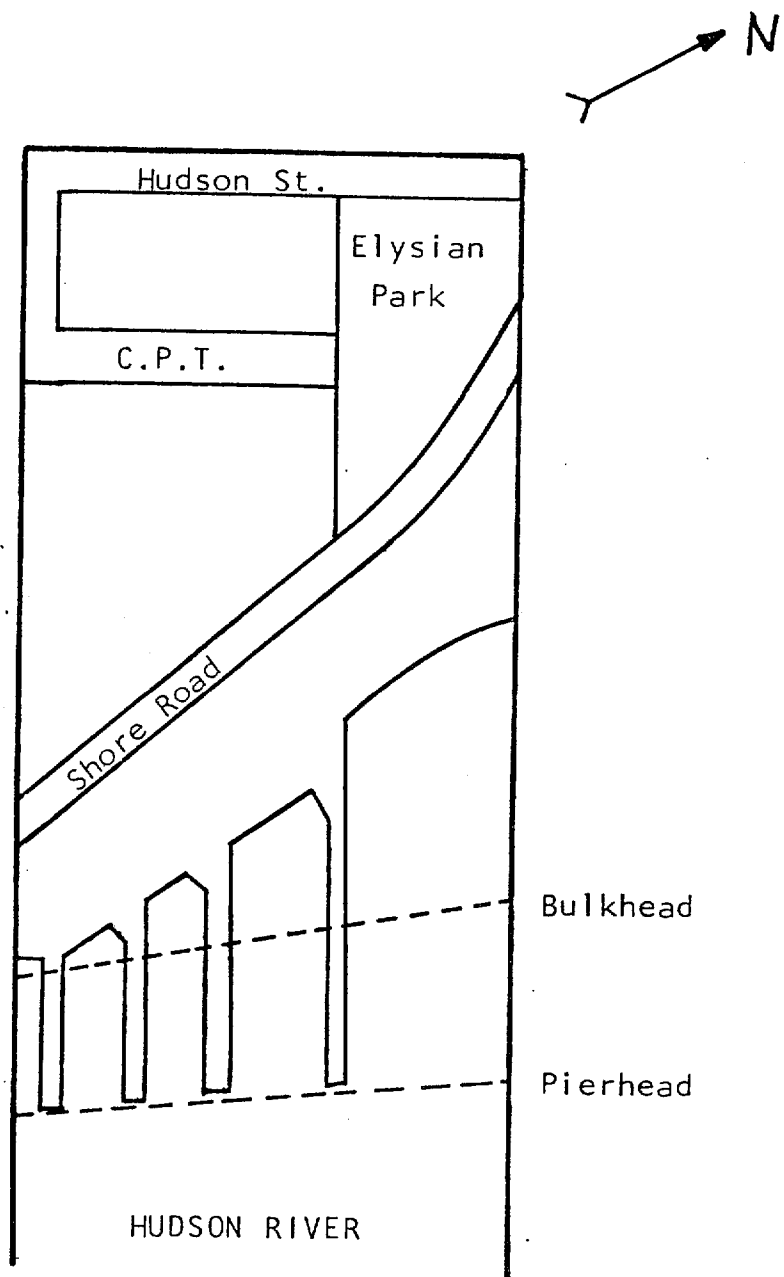 N
Hudson St.
Elysian
Park
C.P.T.
Shore Road
Bulkhead
Pierhead
HUDSON RIVER